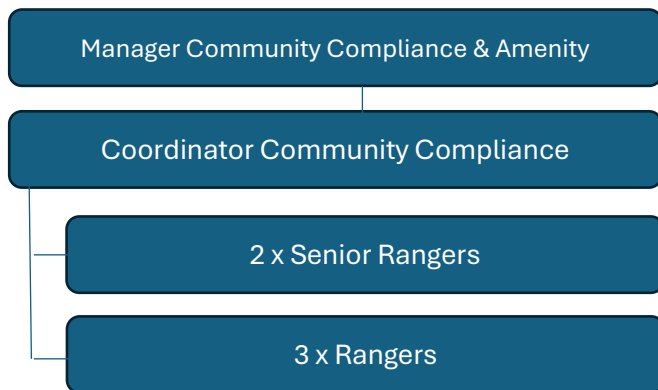 Manager Community Compliance & Amenity
Coordinator Community Compliance
2 x Senior Rangers
3 x Rangers